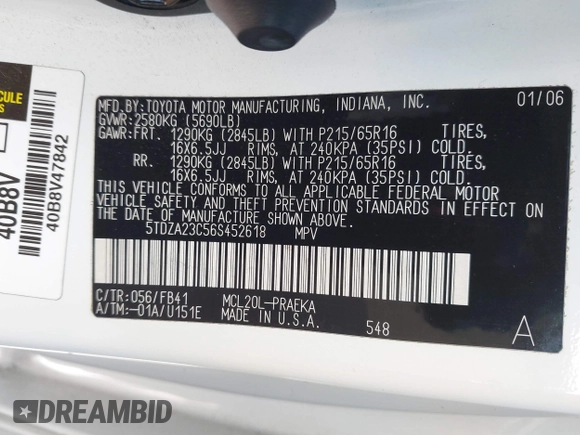 MFD.BY:TOYOTA MOTOR MANUFACTURING, INDIANA, INC. 01/06
GVWR:2580KG (5690LB)
GAWR:FRT. 1290KG (2845LB) WITH P215/65R16 TIRES,
16X6.5JJ RIMS, AT 240KPA (35PSI) COLD.
RR. 1290KG (2845LB) WITH P215/65R16 TIRES,
16X6.5JJ RIMS, AT 240KPA (35PSI) COLD.
THIS VEHICLE CONFORMS TO ALL APPLICABLE FEDERAL MOTOR
VEHICLE SAFETY AND THEFT PREVENTION STANDARDS IN EFFECT
ON THE DATE OF MANUFACTURE SHOWN ABOVE.
5TDZA23C56S452618 MPV
C/TR:056/FB41 MCL20L-PRAEKA
A/TM:-01A/U151E MADE IN U.S.A.
548 A
40B8V
40B8V47842
DREAMBID